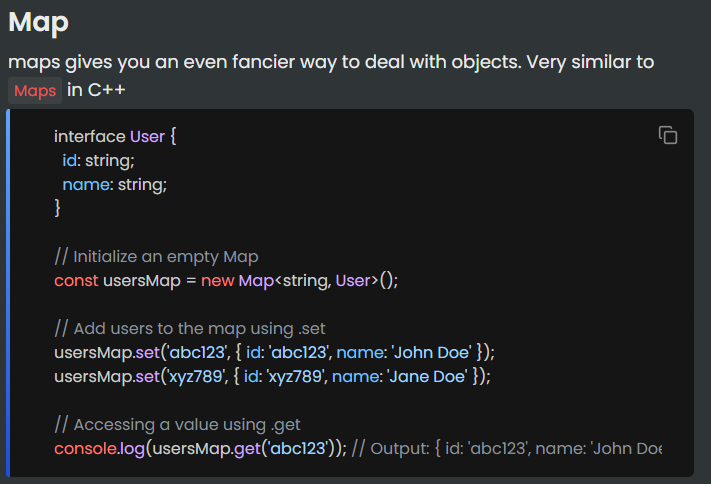 Map
maps gives you an even fancier way to deal with objects. Very similar to
Maps in C++
interface User {
  id: string;
  name: string;
}
// Initialize an empty Map
const usersMap = new Map<string, User>();
// Add users to the map using .set
usersMap.set('abc123', { id: 'abc123', name: 'John Doe' });
usersMap.set('xyz789', { id: 'xyz789', name: 'Jane Doe' });
// Accessing a value using .get
console.log(usersMap.get('abc123')); // Output: { id: 'abc123', name: 'John Doe